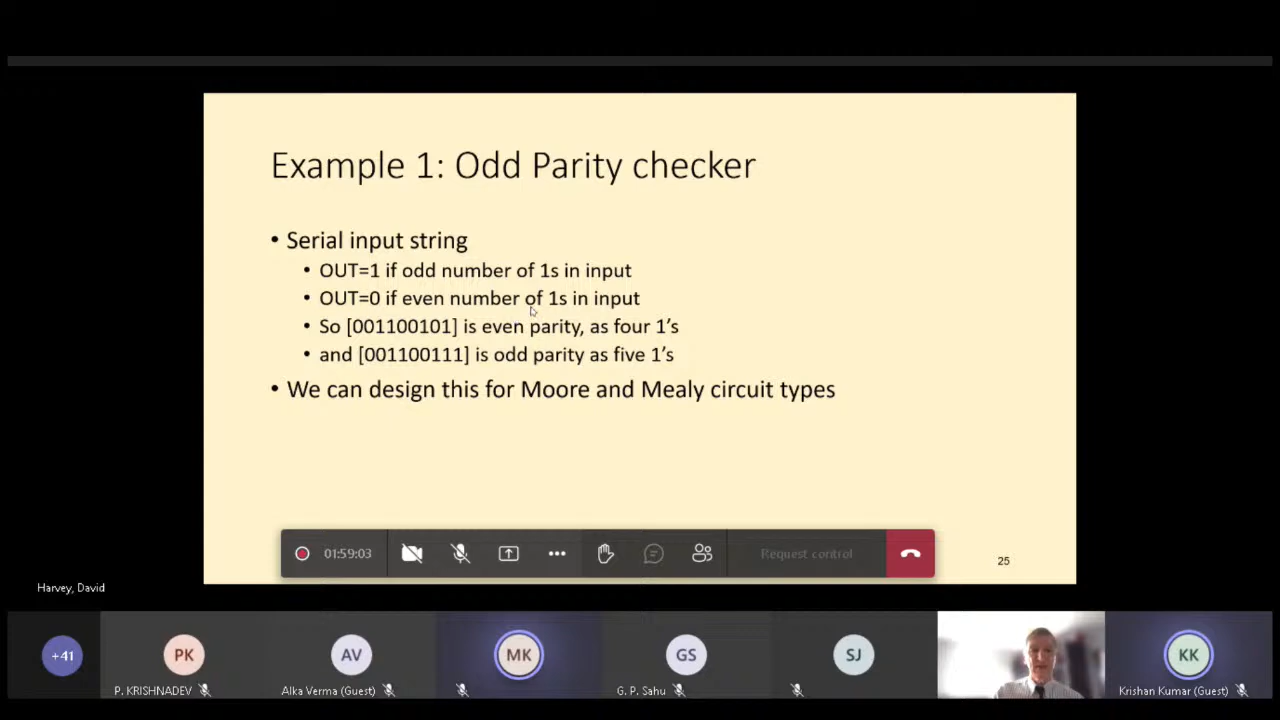 Example 1: Odd Parity checker
• Serial input string
• OUT=1 if odd number of 1s in input
• OUT=0 if even number of 1s in input
• So [001100101] is even parity, as four 1's
• and [001100111] is odd parity as five 1's
• We can design this for Moore and Mealy circuit types
01:59:03
Request control
25
Harvey, David
+41
PK
AV
MK
GS
SJ
KK
P. KRISHNADEV
Alka Verma (Guest)
G. P. Sahu
Krishan Kumar (Guest)